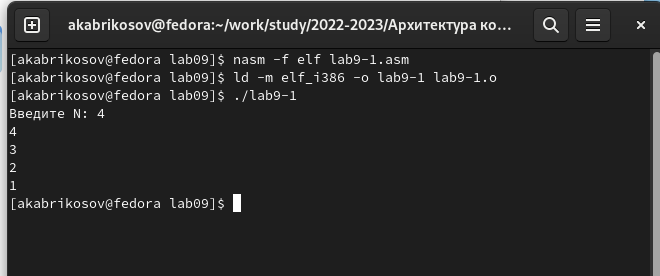 akabrikosov@fedora:~/work/study/2022-2023/Архитектура ко...
[akabrikosov@fedora lab09]$ nasm -f elf lab9-1.asm
[akabrikosov@fedora lab09]$ ld -m elf_i386 -o lab9-1 lab9-1.o
[akabrikosov@fedora lab09]$ ./lab9-1
Введите N: 4
4
3
2
1
[akabrikosov@fedora lab09]$